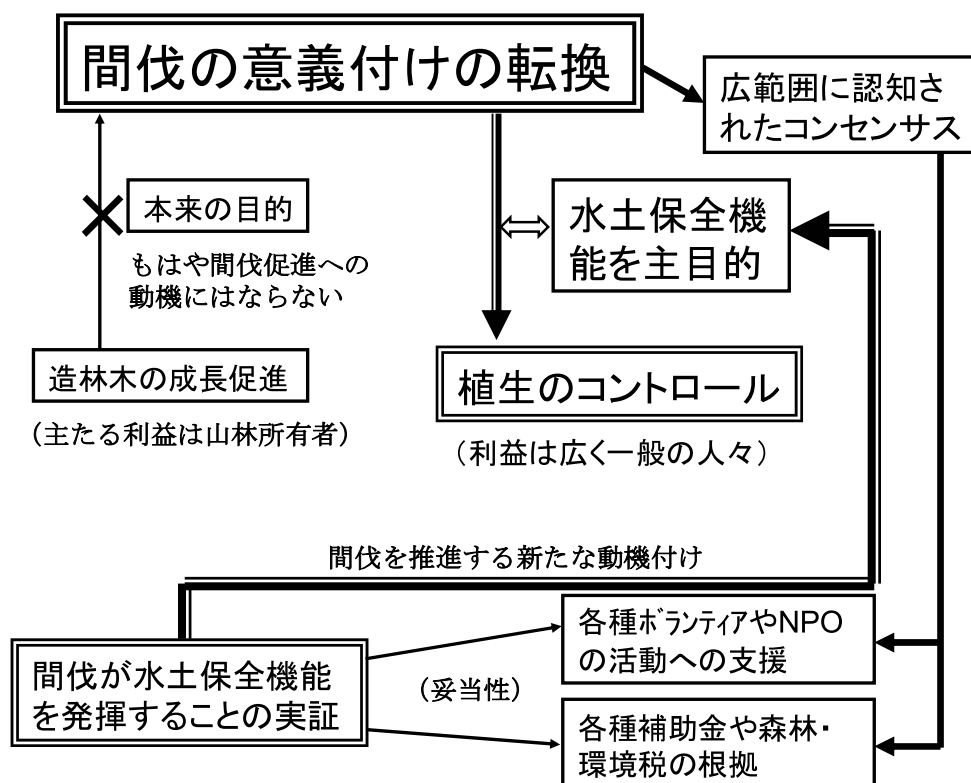 間伐の意義付けの転換
広範囲に認知さ
れたコンセンサス
本来の目的
もはや間伐促進への
動機にはならない
水土保全機
能を主目的
造林木の成長促進
（主たる利益は山林所有者）
植生のコントロール
（利益は広く一般の人々）
間伐を推進する新たな動機付け
間伐が水土保全機能
を発揮することの実証
（妥当性）
各種ﾎﾞﾗﾝﾃｨｱやNPO
の活動への支援
各種補助金や森林・
環境税の根拠